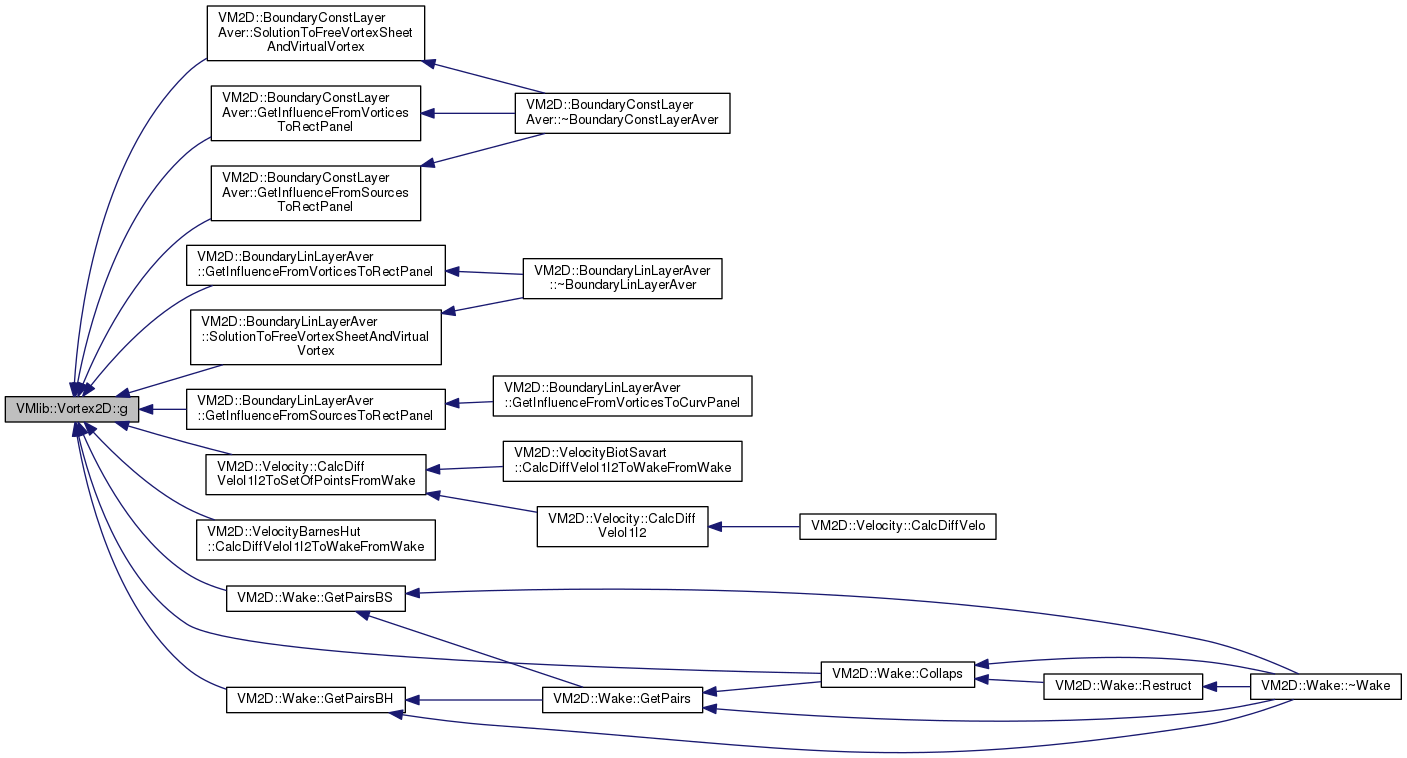 VM2D::BoundaryConstLayer
Aver::SolutionToFreeVortexSheet
AndVirtualVortex
VM2D::BoundaryConstLayer
Aver::GetInfluenceFromVortices
ToRectPanel
VM2D::BoundaryConstLayer
Aver::~BoundaryConstLayerAver
VM2D::BoundaryConstLayer
Aver::GetInfluenceFromSources
ToRectPanel
VM2D::BoundaryLinLayerAver
::GetInfluenceFromVorticesToRectPanel
VM2D::BoundaryLinLayerAver
::~BoundaryLinLayerAver
VM2D::BoundaryLinLayerAver
::SolutionToFreeVortexSheetAndVirtual
Vortex
VMlib::Vortex2D::g
VM2D::BoundaryLinLayerAver
::GetInfluenceFromSourcesToRectPanel
VM2D::BoundaryLinLayerAver
::GetInfluenceFromVorticesToCurvPanel
VM2D::Velocity::CalcDiff
VeloI1I2ToSetOfPointsFromWake
VM2D::VelocityBiotSavart
::CalcDiffVeloI1I2ToWakeFromWake
VM2D::Velocity::CalcDiff
VeloI1I2
VM2D::Velocity::CalcDiffVelo
VM2D::VelocityBarnesHut
::CalcDiffVeloI1I2ToWakeFromWake
VM2D::Wake::GetPairsBS
VM2D::Wake::Collaps
VM2D::Wake::Restruct
VM2D::Wake::~Wake
VM2D::Wake::GetPairsBH
VM2D::Wake::GetPairs